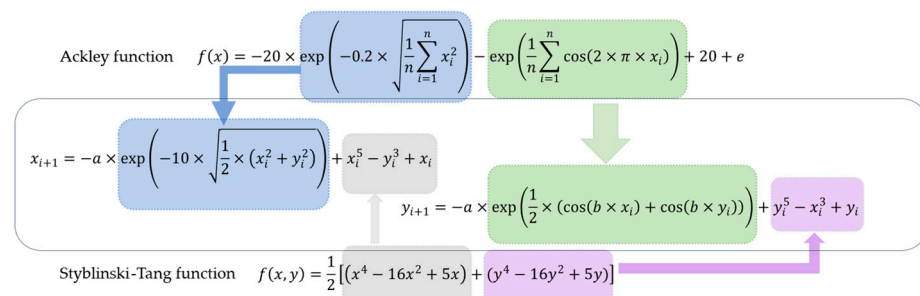 Ackley function f(x) = −20 × exp(−0.2 × √(1/n ∑_{i=1}^{n} x_i^2)) − exp(1/n ∑_{i=1}^{n} cos(2 × π × x_i)) + 20 + e
x_{i+1} = −a × exp(−10 × √(1/2 × (x_i^2 + y_i^2))) + x_i^5 − y_i^3 + x_i
y_{i+1} = −a × exp(1/2 × (cos(b × x_i) + cos(b × y_i))) + y_i^5 − x_i^3 + y_i
Styblinski-Tang function f(x, y) = 1/2 [(x^4 − 16x^2 + 5x) + (y^4 − 16y^2 + 5y)]